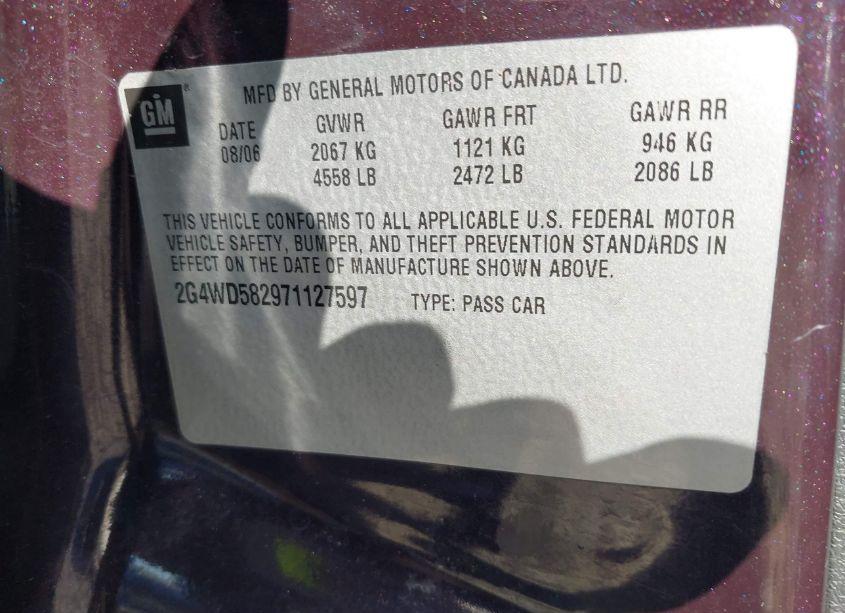 MFD BY GENERAL MOTORS OF CANADA LTD.
GM ®
DATE GVWR GAWR FRT GAWR RR
08/06 2067 KG 1121 KG 946 KG
4558 LB 2472 LB 2086 LB
THIS VEHICLE CONFORMS TO ALL APPLICABLE U.S. FEDERAL MOTOR
VEHICLE SAFETY, BUMPER, AND THEFT PREVENTION STANDARDS IN
EFFECT ON THE DATE OF MANUFACTURE SHOWN ABOVE.
2G4WD582971127597 TYPE: PASS CAR